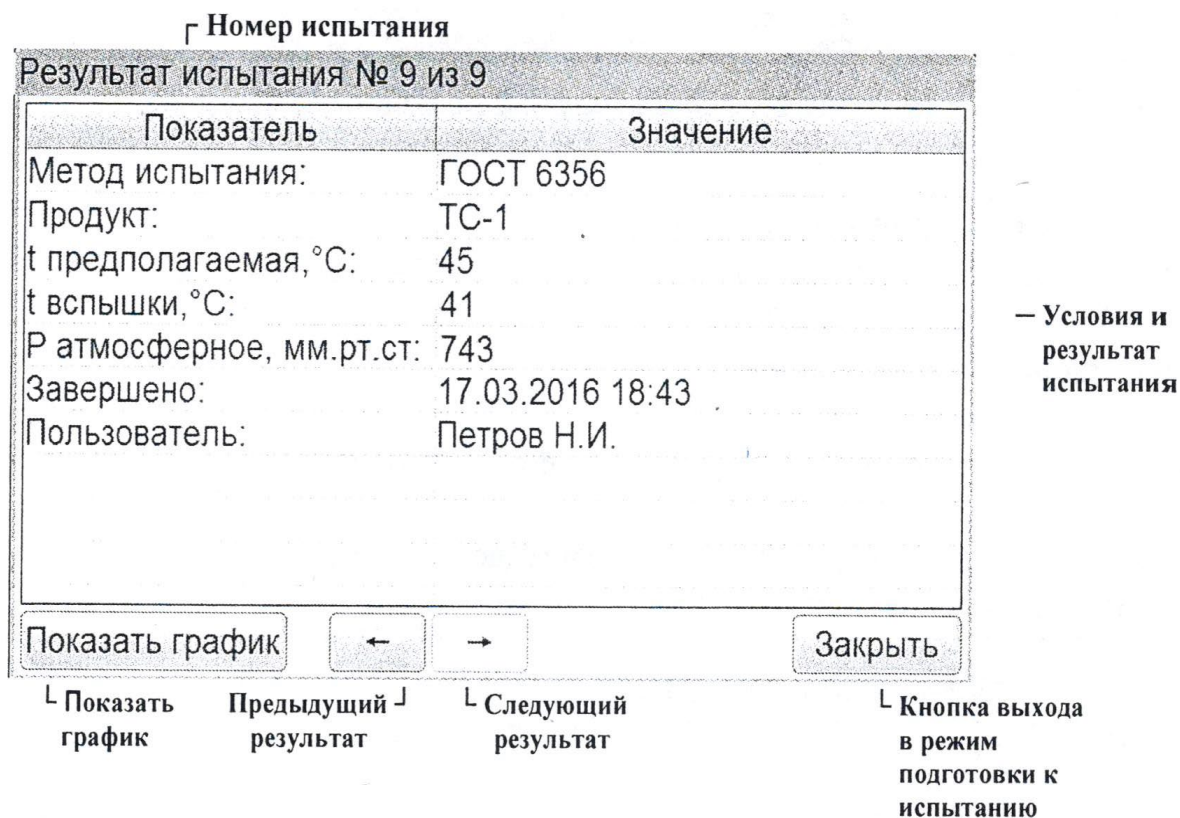 Номер испытания
Результат испытания № 9 из 9
Показатель Значение
Метод испытания: ГОСТ 6356
Продукт: ТС-1
t предполагаемая,°С: 45
t вспышки,°С: 41
Р атмосферное, мм.рт.ст: 743
Завершено: 17.03.2016 18:43
Пользователь: Петров Н.И.
– Условия и
результат
испытания
Показать график ← → Закрыть
Показать
график
Предыдущий
результат
Следующий
результат
Кнопка выхода
в режим
подготовки к
испытанию